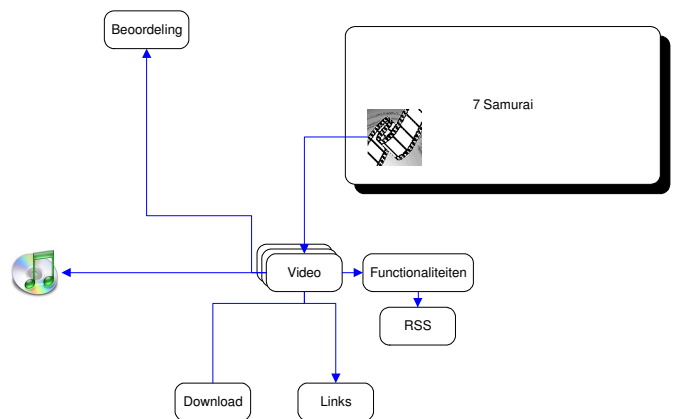 Beoordeling
7 Samurai
Video
Functionaliteiten
RSS
Download
Links